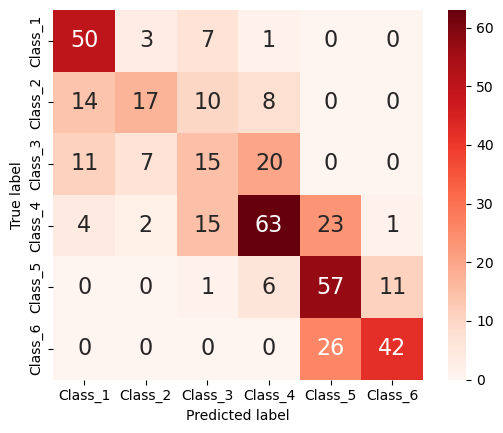 True label
Class_1 50 3 7 1 0 0
Class_2 14 17 10 8 0 0
Class_3 11 7 15 20 0 0
Class_4 4 2 15 63 23 1
Class_5 0 0 1 6 57 11
Class_6 0 0 0 0 26 42
Class_1 Class_2 Class_3 Class_4 Class_5 Class_6
Predicted label
60
50
40
30
20
10
0